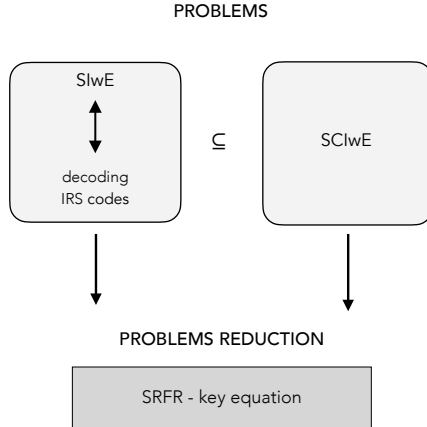 PROBLEMS
SIwE
decoding
IRS codes
⊆
SCIwE
PROBLEMS REDUCTION
SRFR - key equation